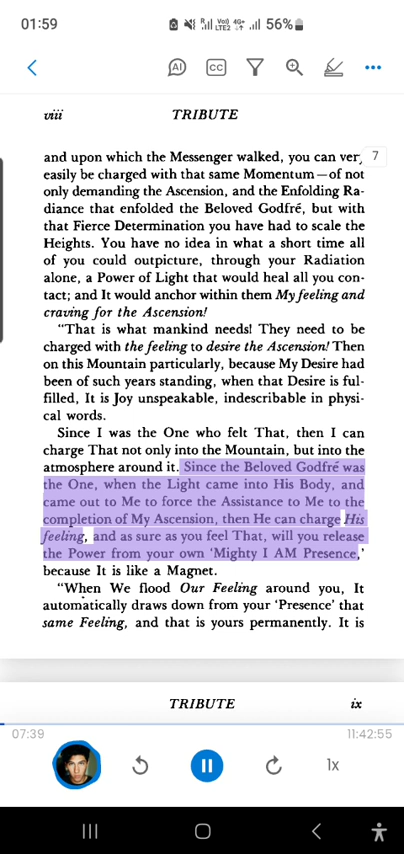 01:59
R Vo)) 4G+ LTE2 56%
AI CC
viii TRIBUTE
7
and upon which the Messenger walked, you can very
easily be charged with that same Momentum—of not
only demanding the Ascension, and the Enfolding Ra-
diance that enfolded the Beloved Godfré, but with
that Fierce Determination you have had to scale the
Heights. You have no idea in what a short time all
of you could outpicture, through your Radiation
alone, a Power of Light that would heal all you con-
tact; and It would anchor within them My feeling and
craving for the Ascension!
“That is what mankind needs! They need to be
charged with the feeling to desire the Ascension! Then
on this Mountain particularly, because My Desire had
been of such years standing, when that Desire is ful-
filled, It is Joy unspeakable, indescribable in physi-
cal words.
Since I was the One who felt That, then I can
charge That not only into the Mountain, but into the
atmosphere around it. Since the Beloved Godfré was
the One, when the Light came into His Body, and
came out to Me to force the Assistance to Me to the
completion of My Ascension, then He can charge His
feeling, and as sure as you feel That, will you release
the Power from your own ‘Mighty I AM Presence,’
because It is like a Magnet.
“When We flood Our Feeling around you, It
automatically draws down from your ‘Presence’ that
same Feeling, and that is yours permanently. It is
TRIBUTE ix
07:39 11:42:55
1x